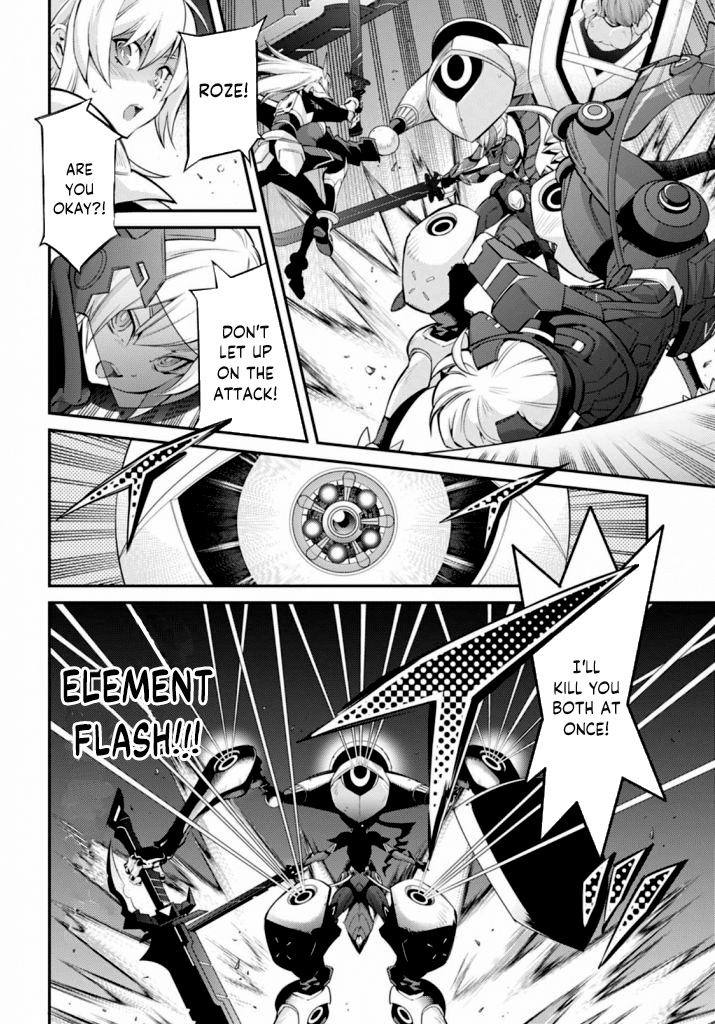 ROZE!
ARE
YOU
OKAY?!
DON'T
LET UP
ON THE
ATTACK!
I'LL
KILL YOU
BOTH AT
ONCE!
ELEMENT
FLASH!!!